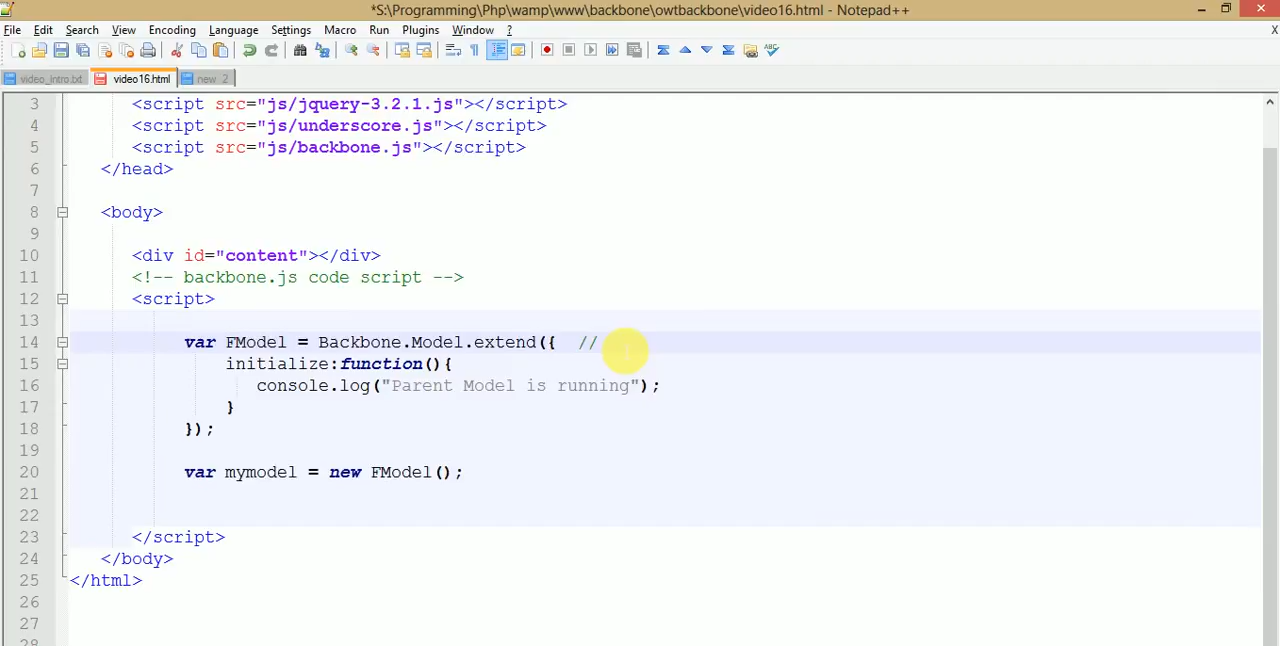 *S:\Programming\Php\wamp\www\backbone\owtbackbone\video16.html - Notepad++
File Edit Search View Encoding Language Settings Macro Run Plugins Window ? X
video_intro.txt video16.html new 2
3 <script src="js/jquery-3.2.1.js"></script>
4 <script src="js/underscore.js"></script>
5 <script src="js/backbone.js"></script>
6 </head>
7
8 <body>
9
10 <div id="content"></div>
11 <!-- backbone.js code script -->
12 <script>
13
14 var FModel = Backbone.Model.extend({ //
15 initialize:function(){
16 console.log("Parent Model is running");
17 }
18 });
19
20 var mymodel = new FModel();
21
22
23 </script>
24 </body>
25 </html>
26
27
28